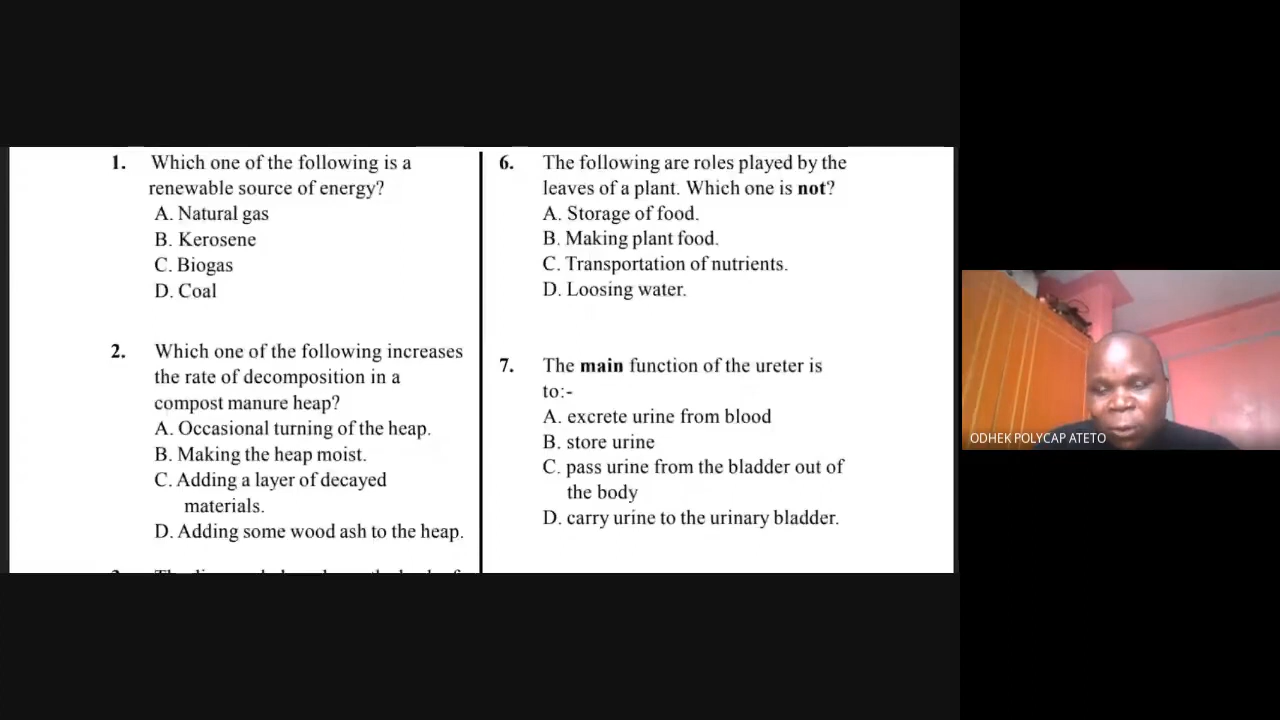 1. Which one of the following is a
renewable source of energy?
A. Natural gas
B. Kerosene
C. Biogas
D. Coal
2. Which one of the following increases
the rate of decomposition in a
compost manure heap?
A. Occasional turning of the heap.
B. Making the heap moist.
C. Adding a layer of decayed
materials.
D. Adding some wood ash to the heap.
6. The following are roles played by the
leaves of a plant. Which one is not?
A. Storage of food.
B. Making plant food.
C. Transportation of nutrients.
D. Loosing water.
7. The main function of the ureter is
to:-
A. excrete urine from blood
B. store urine
C. pass urine from the bladder out of
the body
D. carry urine to the urinary bladder.
ODHEK POLYCAP ATETO